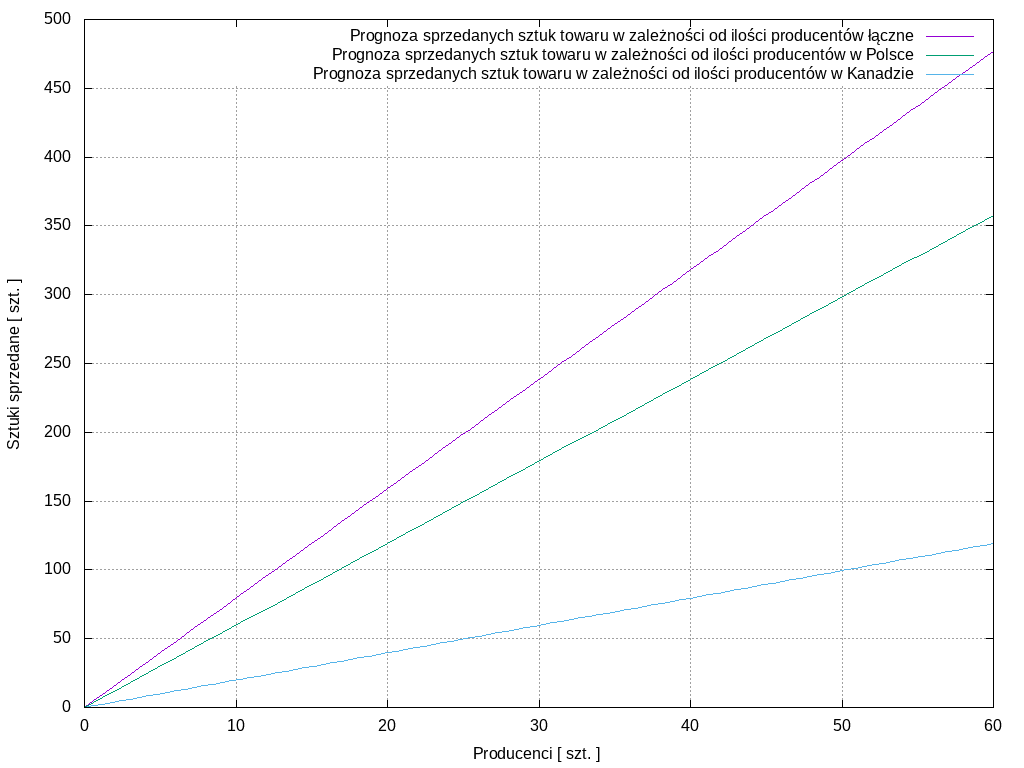 Prognoza sprzedanych sztuk towaru w zależności od ilości producentów łączne
Prognoza sprzedanych sztuk towaru w zależności od ilości producentów w Polsce
Prognoza sprzedanych sztuk towaru w zależności od ilości producentów w Kanadzie
500
450
400
350
300
250
200
150
100
50
0
Sztuki sprzedane [ szt. ]
0 10 20 30 40 50 60
Producenci [ szt. ]